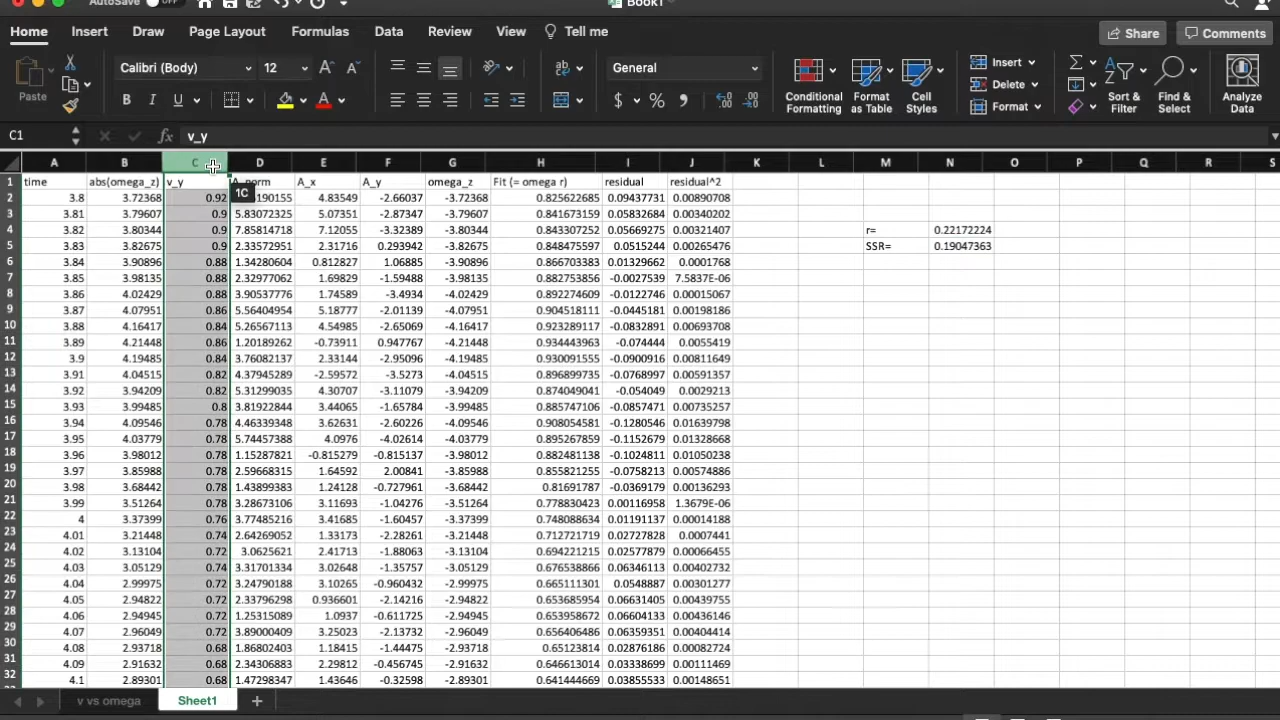 AutoSave OFF Book1
Home Insert Draw Page Layout Formulas Data Review View Tell me Share Comments
Paste Calibri (Body) 12 A A General Conditional Formatting Format as Table Cell Styles Insert Delete Format Sort & Filter Find & Select Analyze Data
B I U A $ %
C1 fx v_y
A B C D E F G H I J K L M N O P Q R S
1 time abs(omega_z) v_y A_norm A_x A_y omega_z Fit (= omega r) residual residual^2
1C
2 3.8 3.72368 0.92 190155 4.83549 -2.66037 -3.72368 0.825622685 0.09437731 0.00890708
3 3.81 3.79607 0.9 5.83072325 5.07351 -2.87347 -3.79607 0.841673159 0.05832684 0.00340202
4 3.82 3.80344 0.9 7.85814718 7.12055 -3.32389 -3.80344 0.843307252 0.05669275 0.00321407 r= 0.22172224
5 3.83 3.82675 0.9 2.33572951 2.31716 0.293942 -3.82675 0.848475597 0.0515244 0.00265476 SSR= 0.19047363
6 3.84 3.90896 0.88 1.34280604 0.812827 1.06885 -3.90896 0.866703383 0.01329662 0.0001768
7 3.85 3.98135 0.88 2.32977062 1.69829 -1.59488 -3.98135 0.882753856 -0.0027539 7.5837E-06
8 3.86 4.02429 0.88 3.90537776 1.74589 -3.4934 -4.02429 0.892274609 -0.0122746 0.00015067
9 3.87 4.07951 0.86 5.56404954 5.18777 -2.01139 -4.07951 0.904518111 -0.0445181 0.00198186
10 3.88 4.16417 0.84 5.26567113 4.54985 -2.65069 -4.16417 0.923289117 -0.0832891 0.00693708
11 3.89 4.21448 0.86 1.20189262 -0.73911 0.947767 -4.21448 0.934443963 -0.074444 0.0055419
12 3.9 4.19485 0.84 3.76082137 2.33144 -2.95096 -4.19485 0.930091555 -0.0900916 0.00811649
13 3.91 4.04515 0.82 4.37945289 -2.59572 -3.5273 -4.04515 0.896899735 -0.0768997 0.00591357
14 3.92 3.94209 0.82 5.31299035 4.30707 -3.11079 -3.94209 0.874049041 -0.054049 0.0029213
15 3.93 3.99485 0.8 3.81922844 3.44065 -1.65784 -3.99485 0.885747106 -0.0857471 0.00735257
16 3.94 4.09546 0.78 4.46339348 3.62631 -2.60226 -4.09546 0.908054581 -0.1280546 0.01639798
17 3.95 4.03779 0.78 5.74457388 4.0976 -4.02614 -4.03779 0.895267859 -0.1152679 0.01328668
18 3.96 3.98012 0.78 1.15287821 -0.815279 -0.815137 -3.98012 0.882481138 -0.1024811 0.01050238
19 3.97 3.85988 0.78 2.59668315 1.64592 2.00841 -3.85988 0.855821255 -0.0758213 0.00574886
20 3.98 3.68442 0.78 1.43899383 1.24128 -0.727961 -3.68442 0.81691787 -0.0369179 0.00136293
21 3.99 3.51264 0.78 3.28673106 3.11693 -1.04276 -3.51264 0.778830423 0.00116958 1.3679E-06
22 4 3.37399 0.76 3.77485216 3.41685 -1.60457 -3.37399 0.748088634 0.01191137 0.00014188
23 4.01 3.21448 0.74 2.64269052 1.33173 -2.28261 -3.21448 0.712721719 0.02727828 0.0007441
24 4.02 3.13104 0.72 3.0625621 2.41713 -1.88063 -3.13104 0.694221215 0.02577879 0.00066455
25 4.03 3.05129 0.74 3.31701334 3.02648 -1.35757 -3.05129 0.676538866 0.06346113 0.00402732
26 4.04 2.99975 0.72 3.24790188 3.10265 -0.960432 -2.99975 0.665111301 0.0548887 0.00301277
27 4.05 2.94822 0.72 2.33796298 0.936601 -2.14216 -2.94822 0.653685954 0.06631405 0.00439755
28 4.06 2.94945 0.72 1.25315089 1.0937 -0.611725 -2.94945 0.653958672 0.06604133 0.00436146
29 4.07 2.96049 0.72 3.89000409 3.25023 -2.13732 -2.96049 0.656406486 0.06359351 0.00404414
30 4.08 2.93718 0.68 1.86802403 1.18415 -1.44475 -2.93718 0.65123814 0.02876186 0.00082724
31 4.09 2.91632 0.68 2.34306883 2.29812 -0.456745 -2.91632 0.646613014 0.03338699 0.00111469
32 4.1 2.89301 0.68 1.47298347 1.43646 -0.32598 -2.89301 0.641444669 0.03855533 0.00148651
v vs omega Sheet1 +